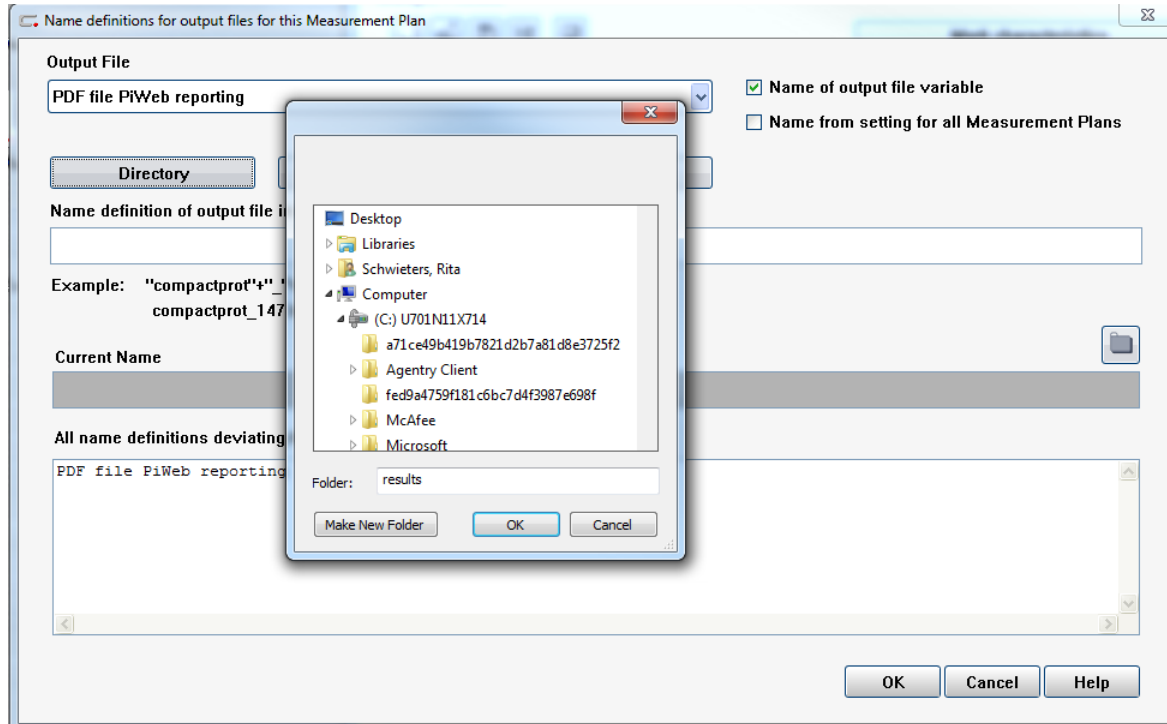 Name definitions for output files for this Measurement Plan
Output File
PDF file PiWeb reporting
Name of output file variable
Name from setting for all Measurement Plans
Directory
Name definition of output file i
Example: "compactprot"+"_"
compactprot_147
Current Name
All name definitions deviating
PDF file PiWeb reporting
Desktop
Libraries
Schwieters, Rita
Computer
(C:) U701N11X714
a71ce49b419b7821d2b7a81d8e3725f2
Agentry Client
fed9a4759f181c6bc7d4f3987e698f
McAfee
Microsoft
Folder: results
Make New Folder OK Cancel
OK Cancel Help